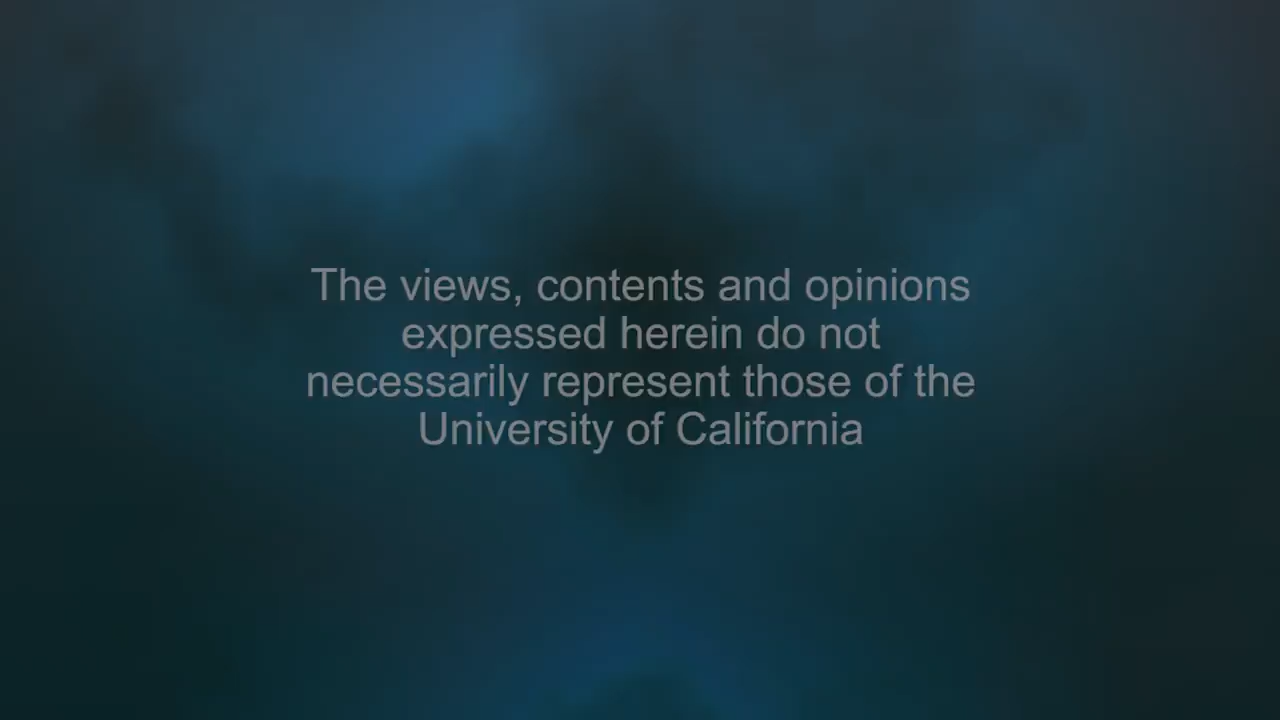 The views, contents and opinions
expressed herein do not
necessarily represent those of the
University of California